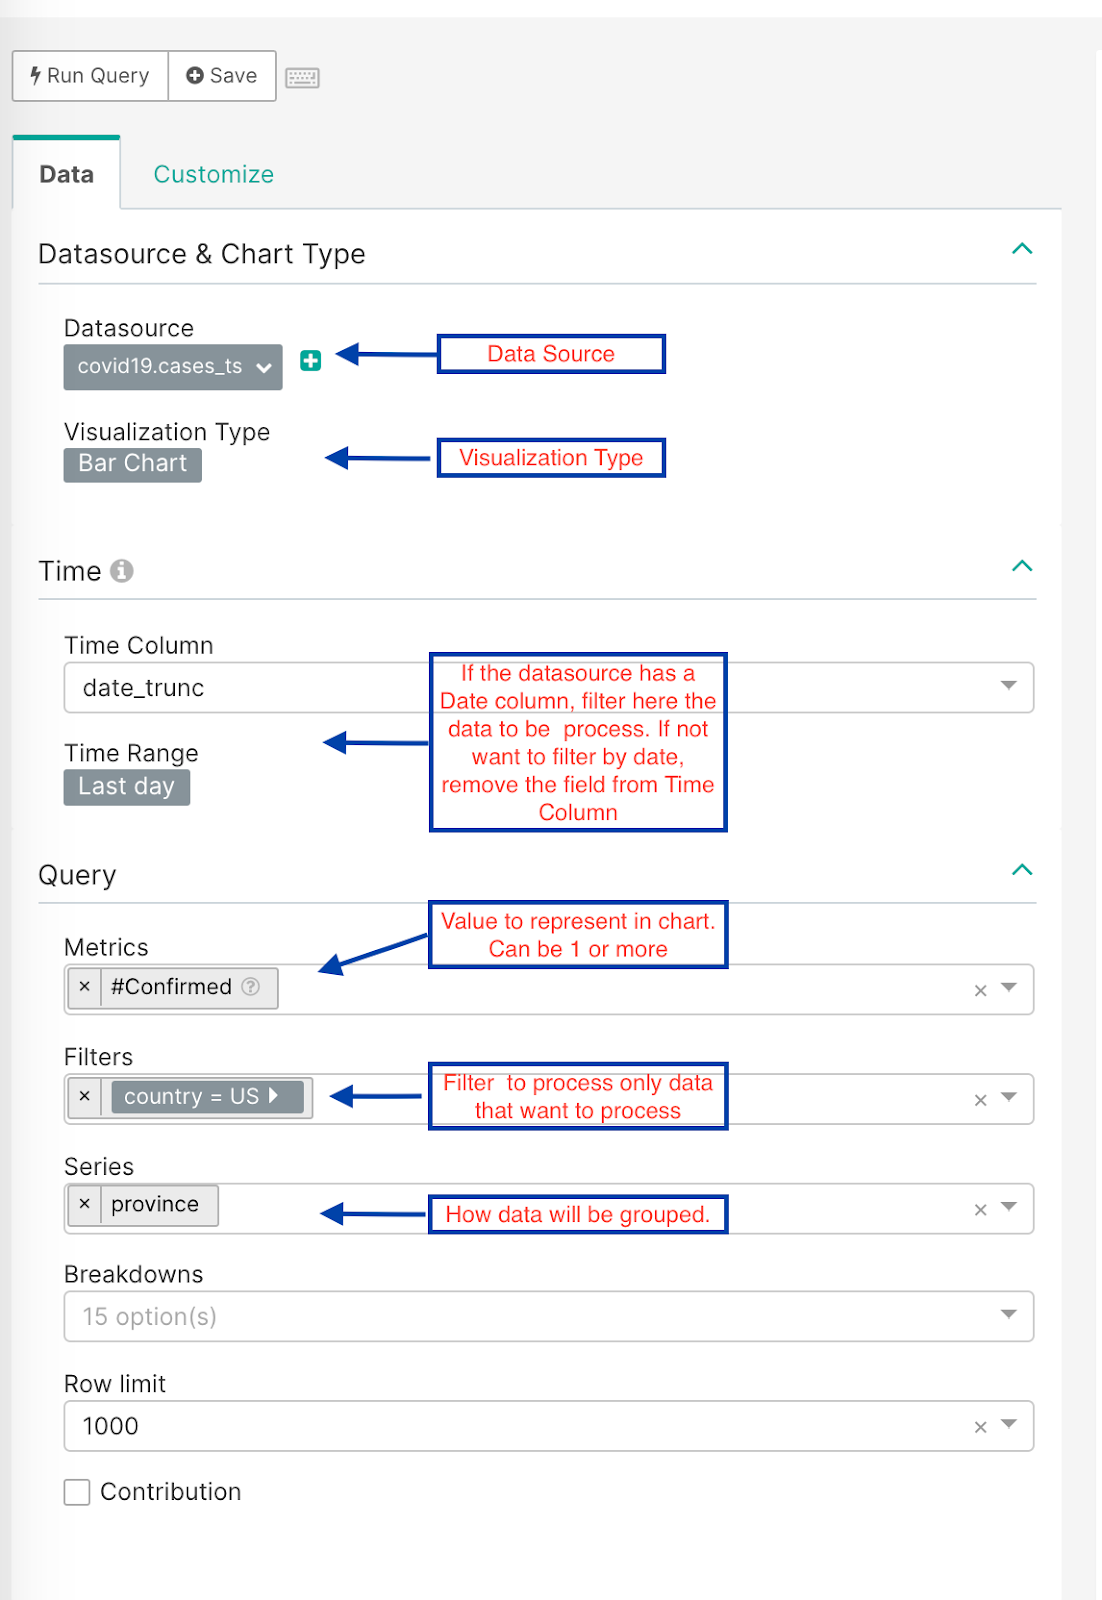 Run Query Save
Data Customize
Datasource & Chart Type
Datasource
covid19.cases_ts
Data Source
Visualization Type
Bar Chart
Visualization Type
Time
Time Column
date_trunc
If the datasource has a
Date column, filter here the
data to be process. If not
want to filter by date,
remove the field from Time
Column
Time Range
Last day
Query
Value to represent in chart.
Can be 1 or more
Metrics
× #Confirmed ? ×
Filters
× country = US ×
Filter to process only data
that want to process
Series
× province ×
How data will be grouped.
Breakdowns
15 option(s)
Row limit
1000 ×
Contribution